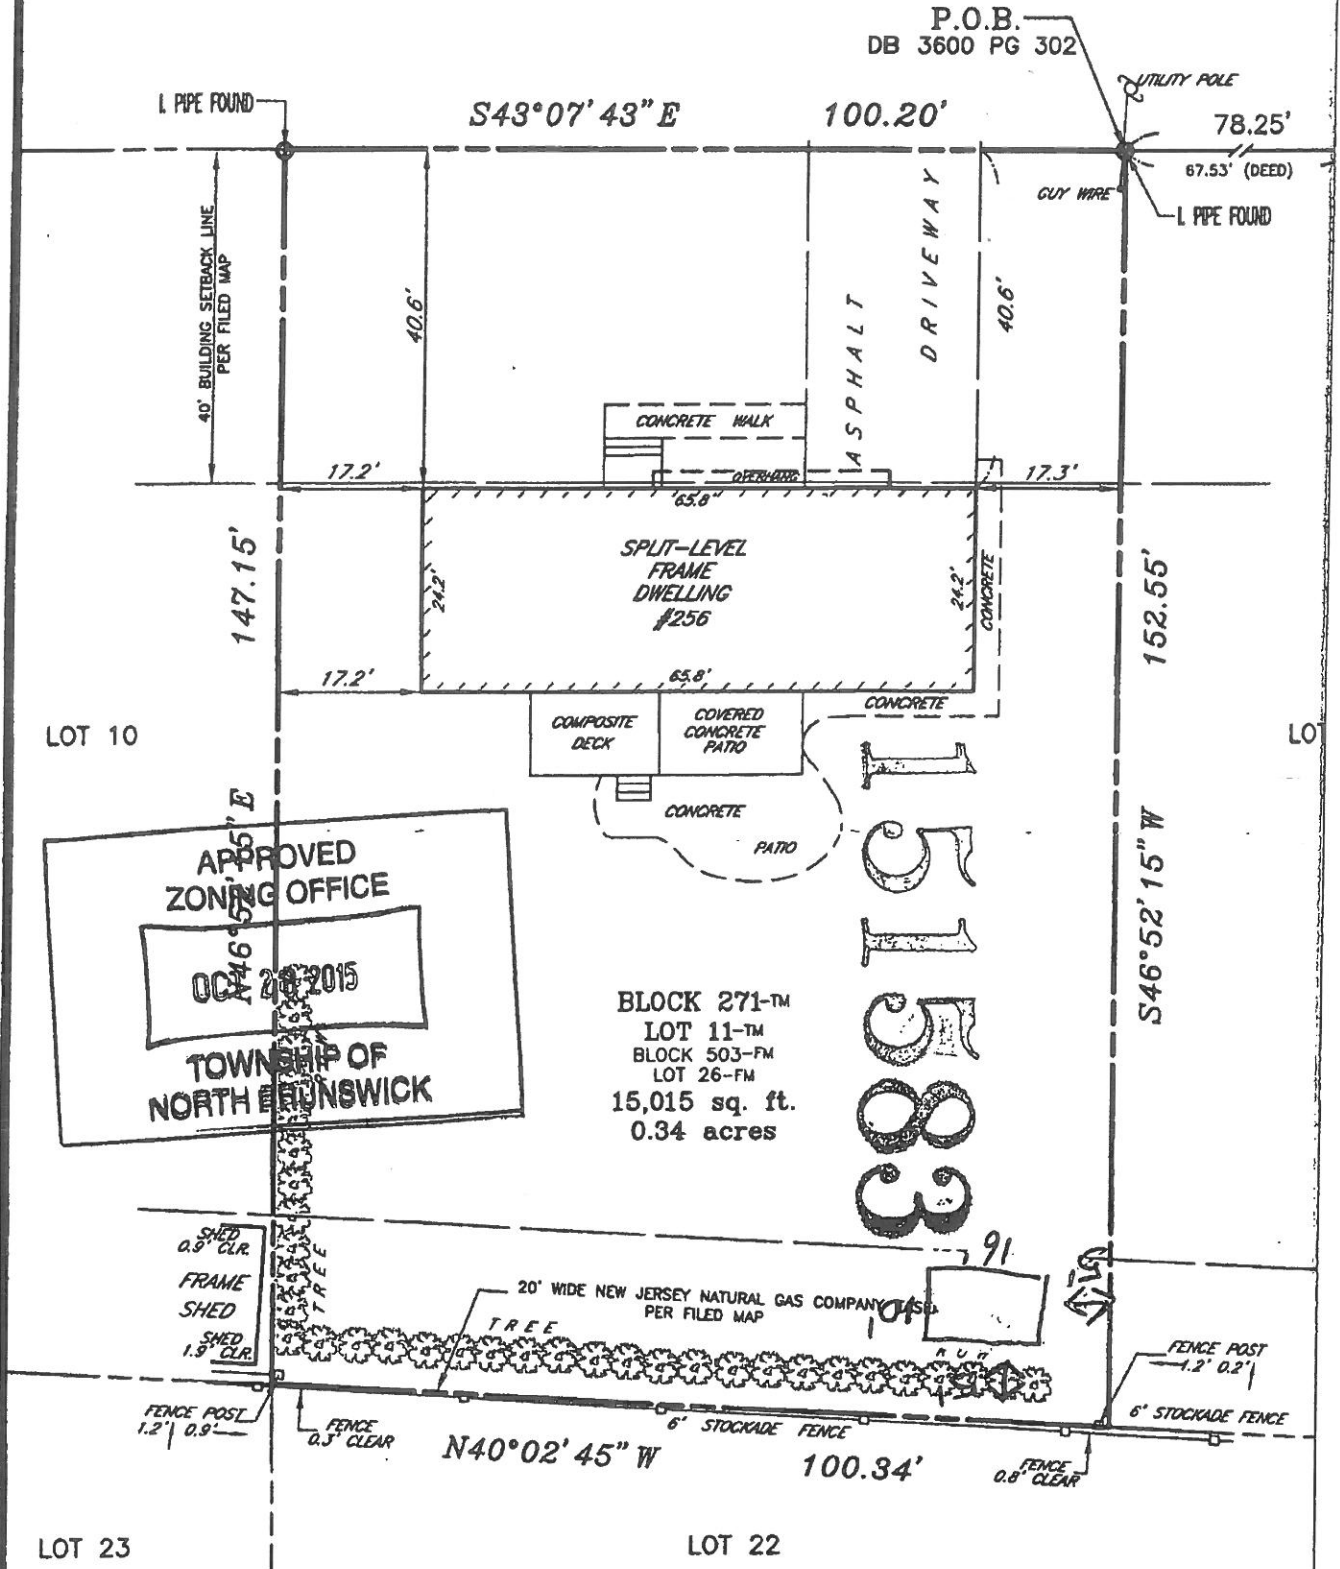 P.O.B.
DB 3600 PG 302
UTILITY POLE
I. PIPE FOUND
S43°07'43"E
100.20'
78.25'
67.53' (DEED)
GUY WIRE
I. PIPE FOUND
40' BUILDING SETBACK LINE
PER FILED MAP
40.6'
ASPHALT
DRIVEWAY
40.6'
CONCRETE WALK
OVERHANG
17.2'
65.8'
17.3'
147.15'
24.2'
SPLIT-LEVEL
FRAME
DWELLING
#256
24.2'
CONCRETE
152.55'
17.2'
65.8'
CONCRETE
COMPOSITE
DECK
COVERED
CONCRETE
PATIO
LOT 10
CONCRETE
PATIO
S46°52'15"W
APPROVED
ZONING OFFICE
2015
TOWNSHIP OF
NORTH BRUNSWICK
BLOCK 271-TM
LOT 11-TM
BLOCK 503-FM
LOT 26-FM
15,015 sq. ft.
0.34 acres
SHED
0.9' CLR.
FRAME
SHED
SHED
1.9' CLR.
TREE
20' WIDE NEW JERSEY NATURAL GAS COMPANY
PER FILED MAP
TREE
16
10'
FENCE POST
1.2' 0.2'
FENCE POST
1.2' 0.9'
FENCE
0.3' CLEAR
6' STOCKADE FENCE
6' STOCKADE FENCE
N40°02'45"W
100.34'
FENCE
0.8' CLEAR
LOT 23
LOT 22